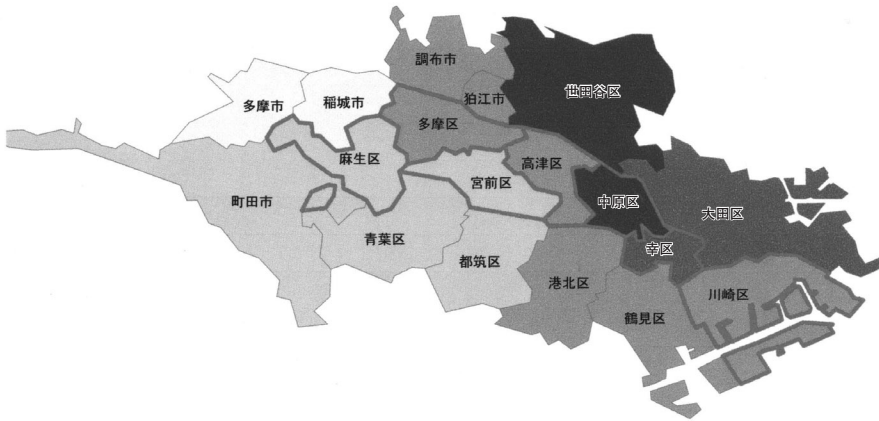 調布市
世田谷区
狛江市
多摩市
稲城市
多摩区
麻生区
高津区
宮前区
町田市
中原区
大田区
青葉区
幸区
都筑区
港北区
川崎区
鶴見区